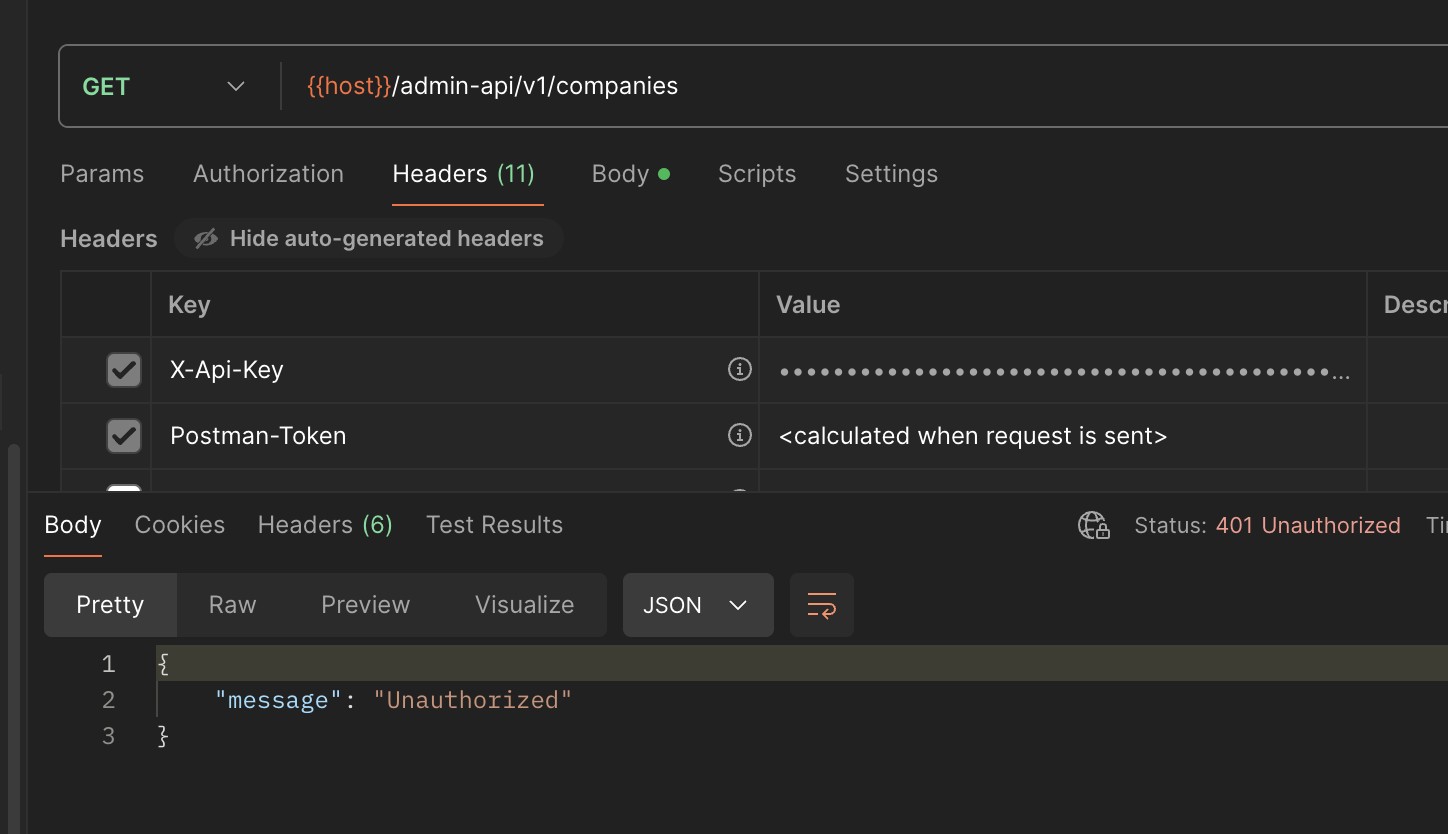 GET {{host}}/admin-api/v1/companies
Params Authorization Headers (11) Body Scripts Settings
Headers Hide auto-generated headers
Key Value Descr
X-Api-Key ••••••••••••••••••••••••••••••••••••••••• ...
Postman-Token <calculated when request is sent>
Body Cookies Headers (6) Test Results Status: 401 Unauthorized Ti
Pretty Raw Preview Visualize JSON
1 {
2 "message": "Unauthorized"
3 }